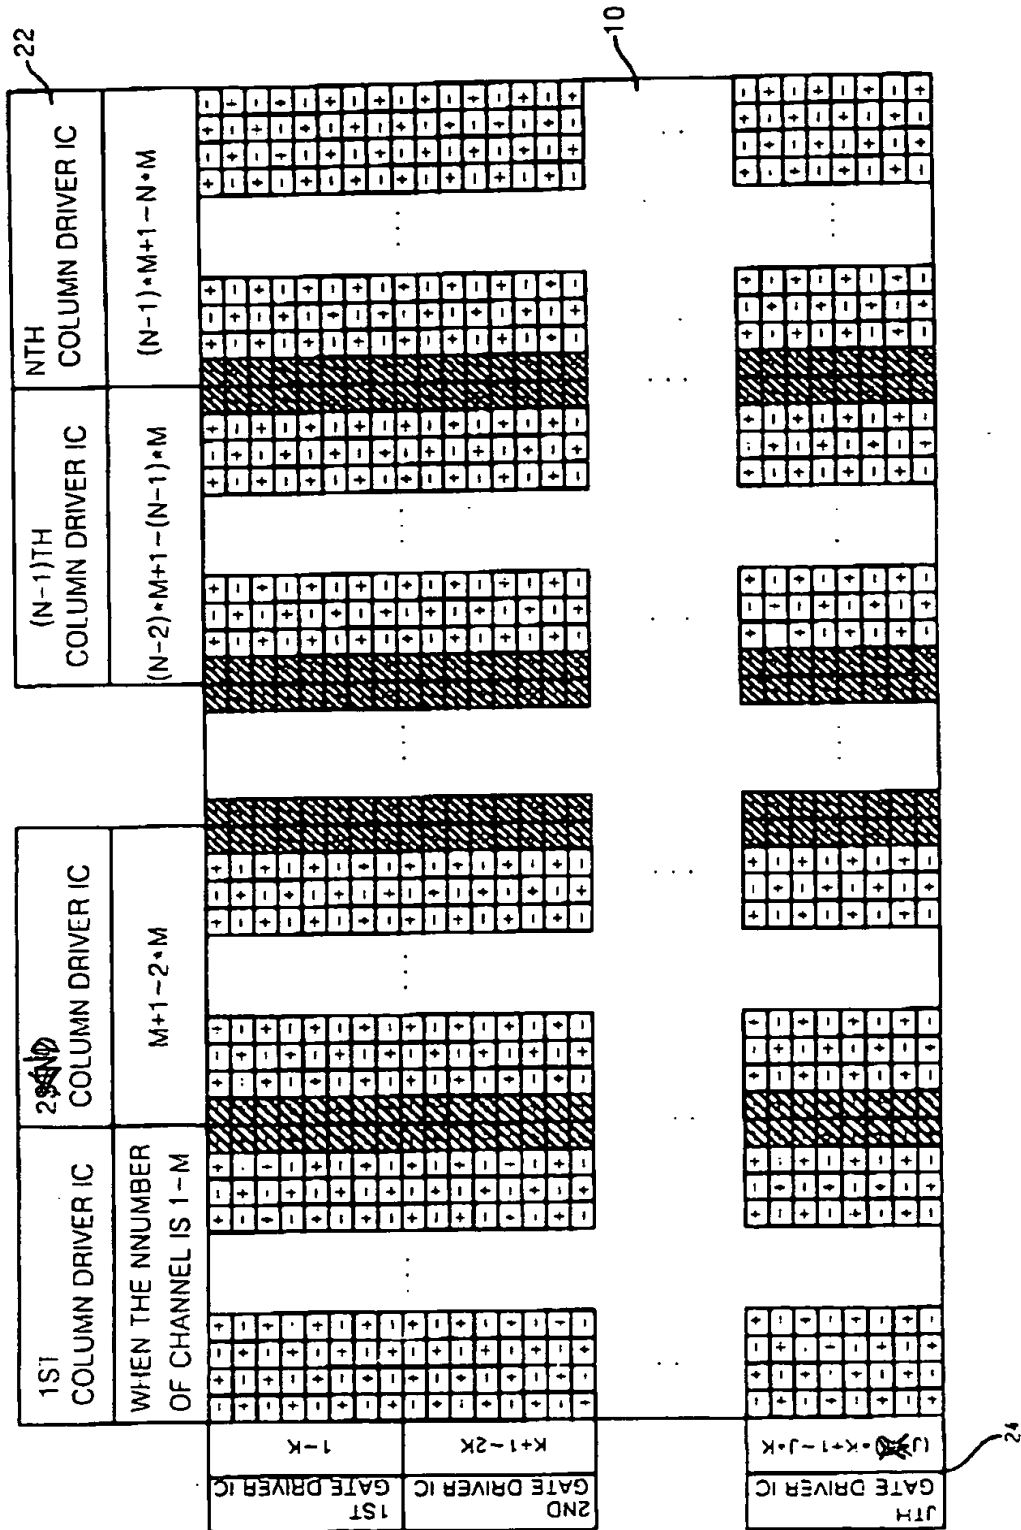 22
1ST
COLUMN DRIVER IC
WHEN THE NNUMBER
OF CHANNEL IS 1~M
COLUMN DRIVER IC
M+1~2*M
(N-1)TH
COLUMN DRIVER IC
(N-2)*M+1~(N-1)*M
NTH
COLUMN DRIVER IC
(N-1)*M+1~N*M
10
1ST
GATE DRIVER IC
1~K
2ND
GATE DRIVER IC
K+1~2K
JTH
GATE DRIVER IC
*K+1~J*K
24